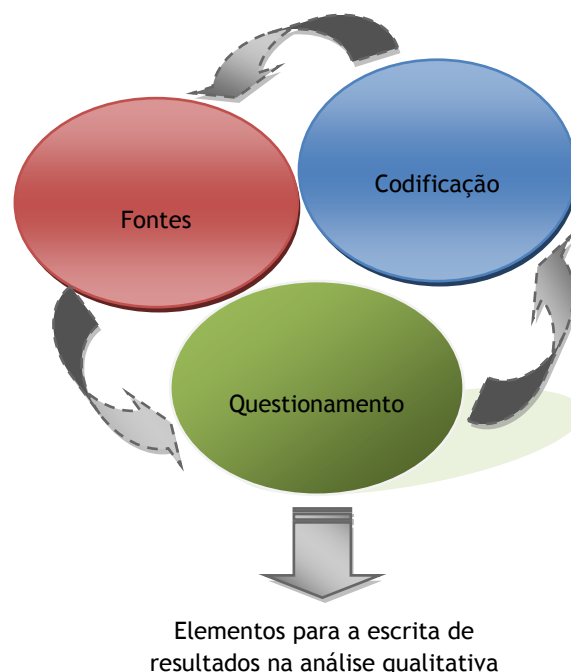 Codificação
Fontes
Questionamento
Elementos para a escrita de
resultados na análise qualitativa